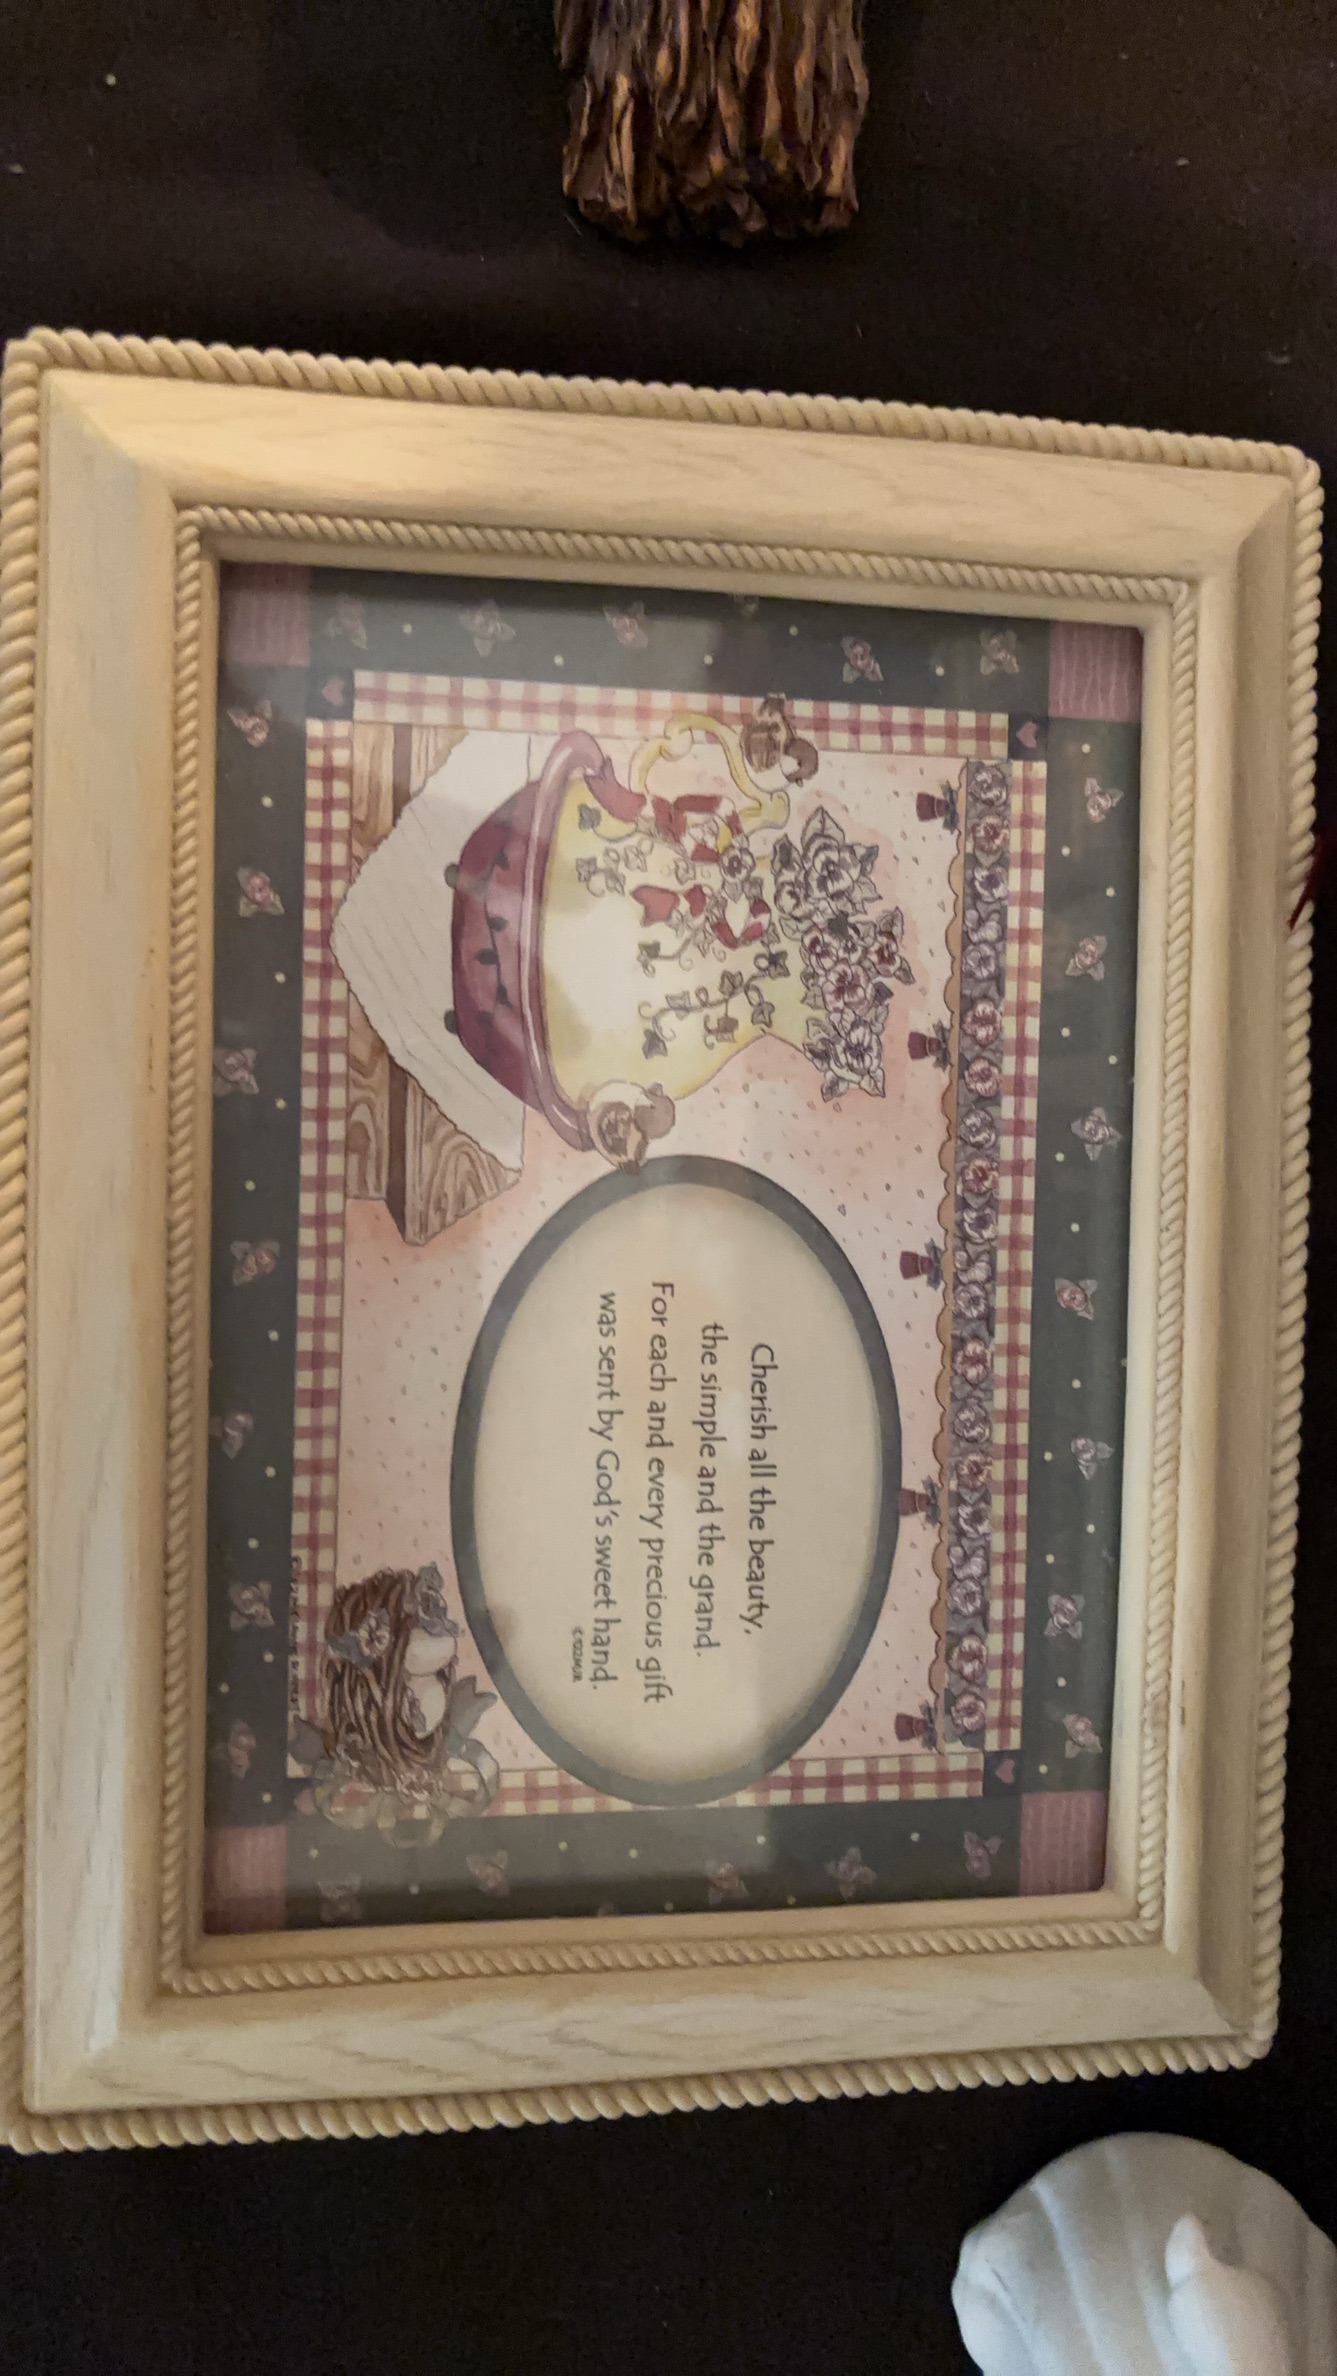 Cherish all the beauty,
the simple and the grand.
For each and every precious gift
was sent by God's sweet hand.